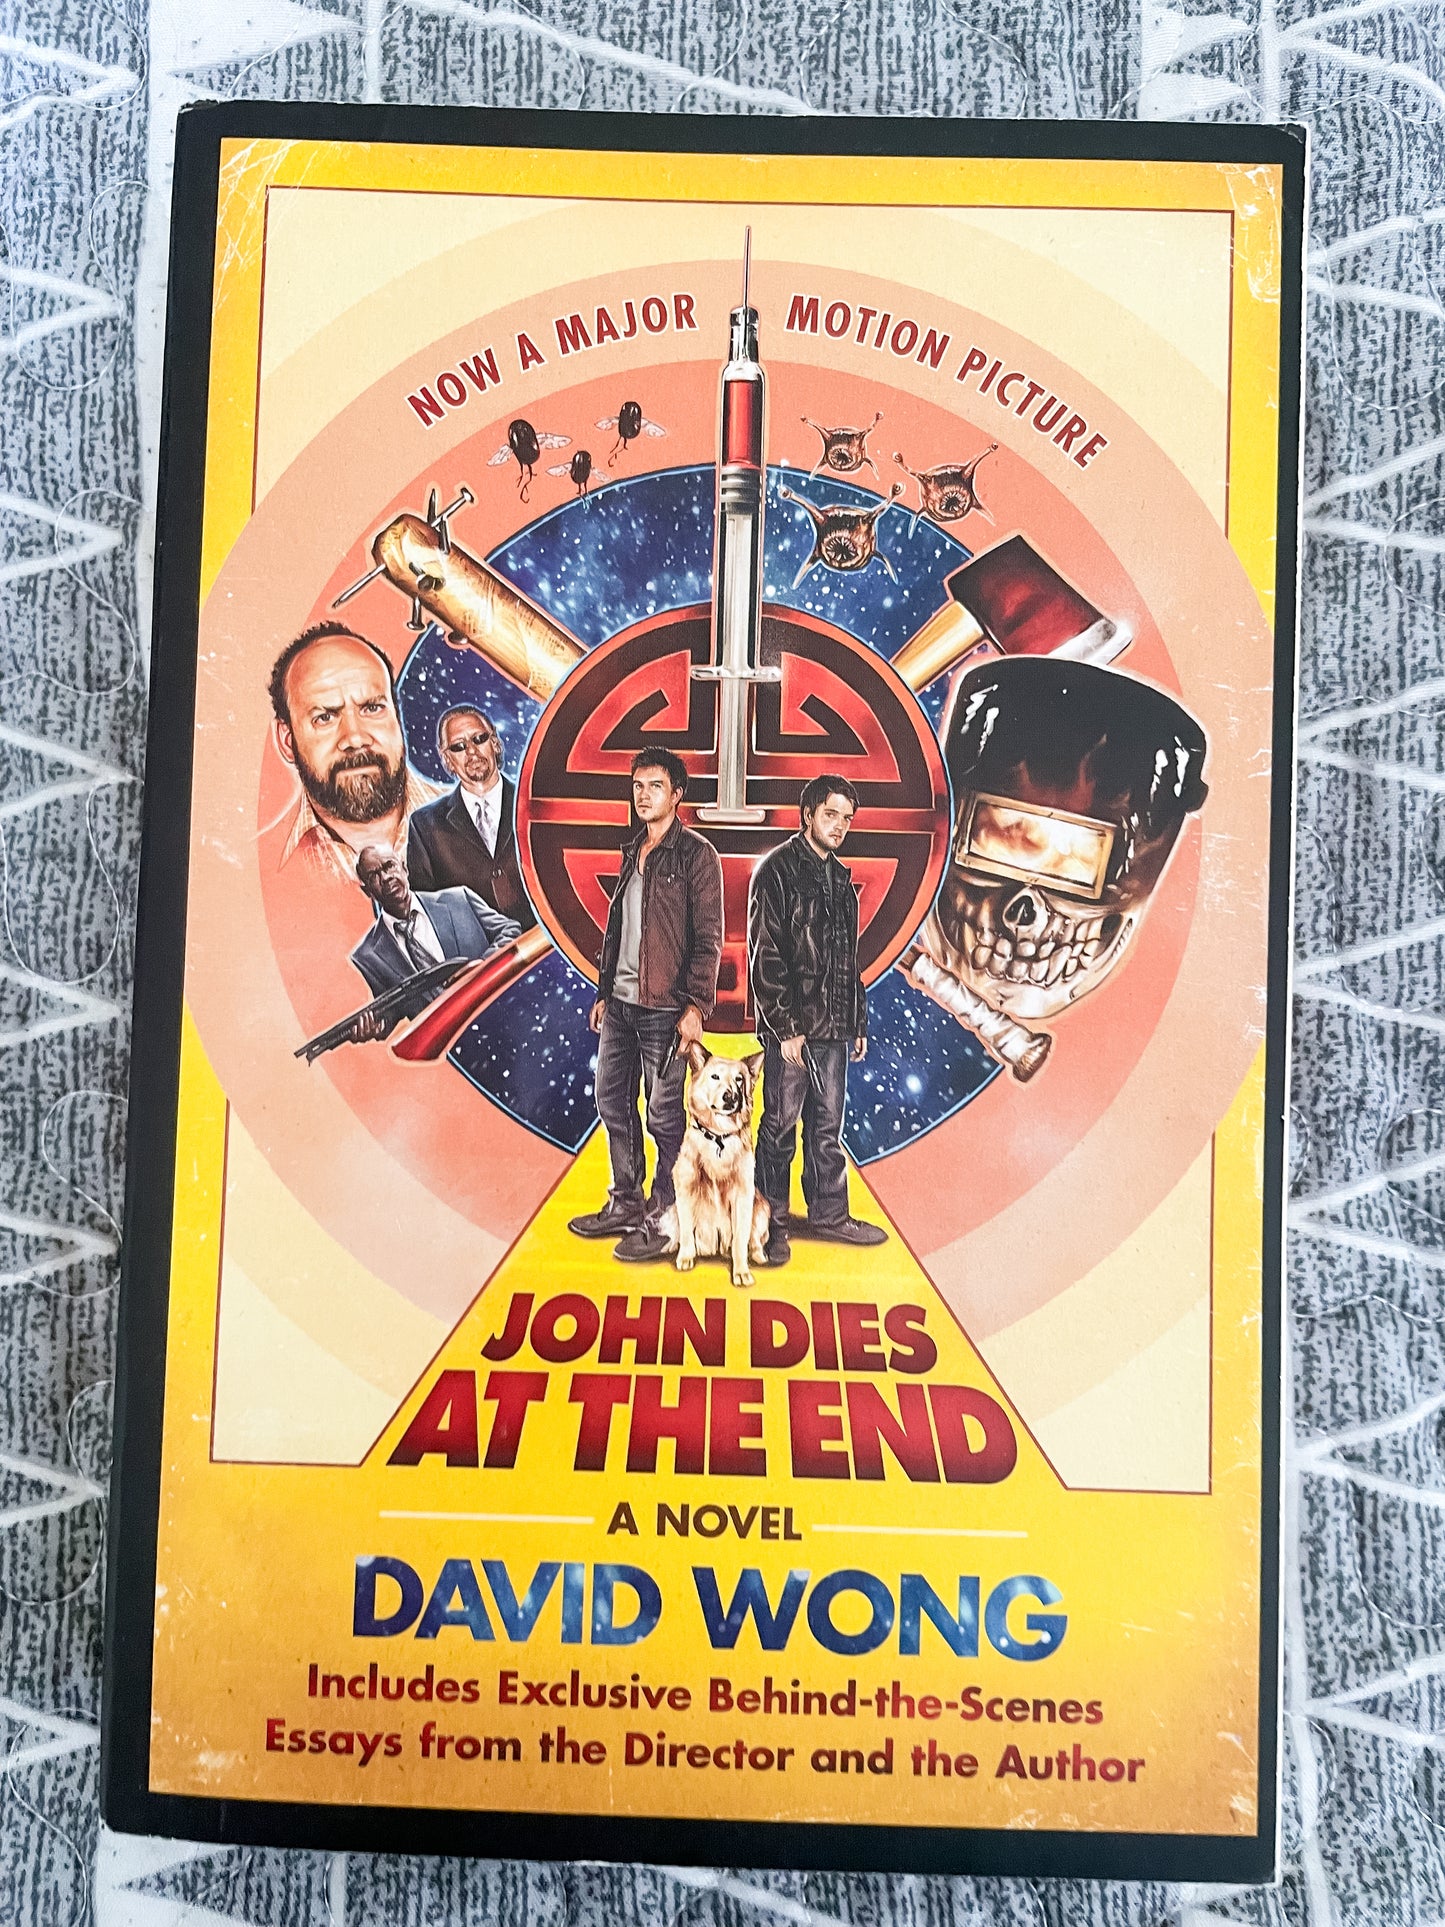 NOW A MAJOR MOTION PICTURE
JOHN DIES
AT THE END
A NOVEL
DAVID WONG
Includes Exclusive Behind-the-Scenes
Essays from the Director and the Author